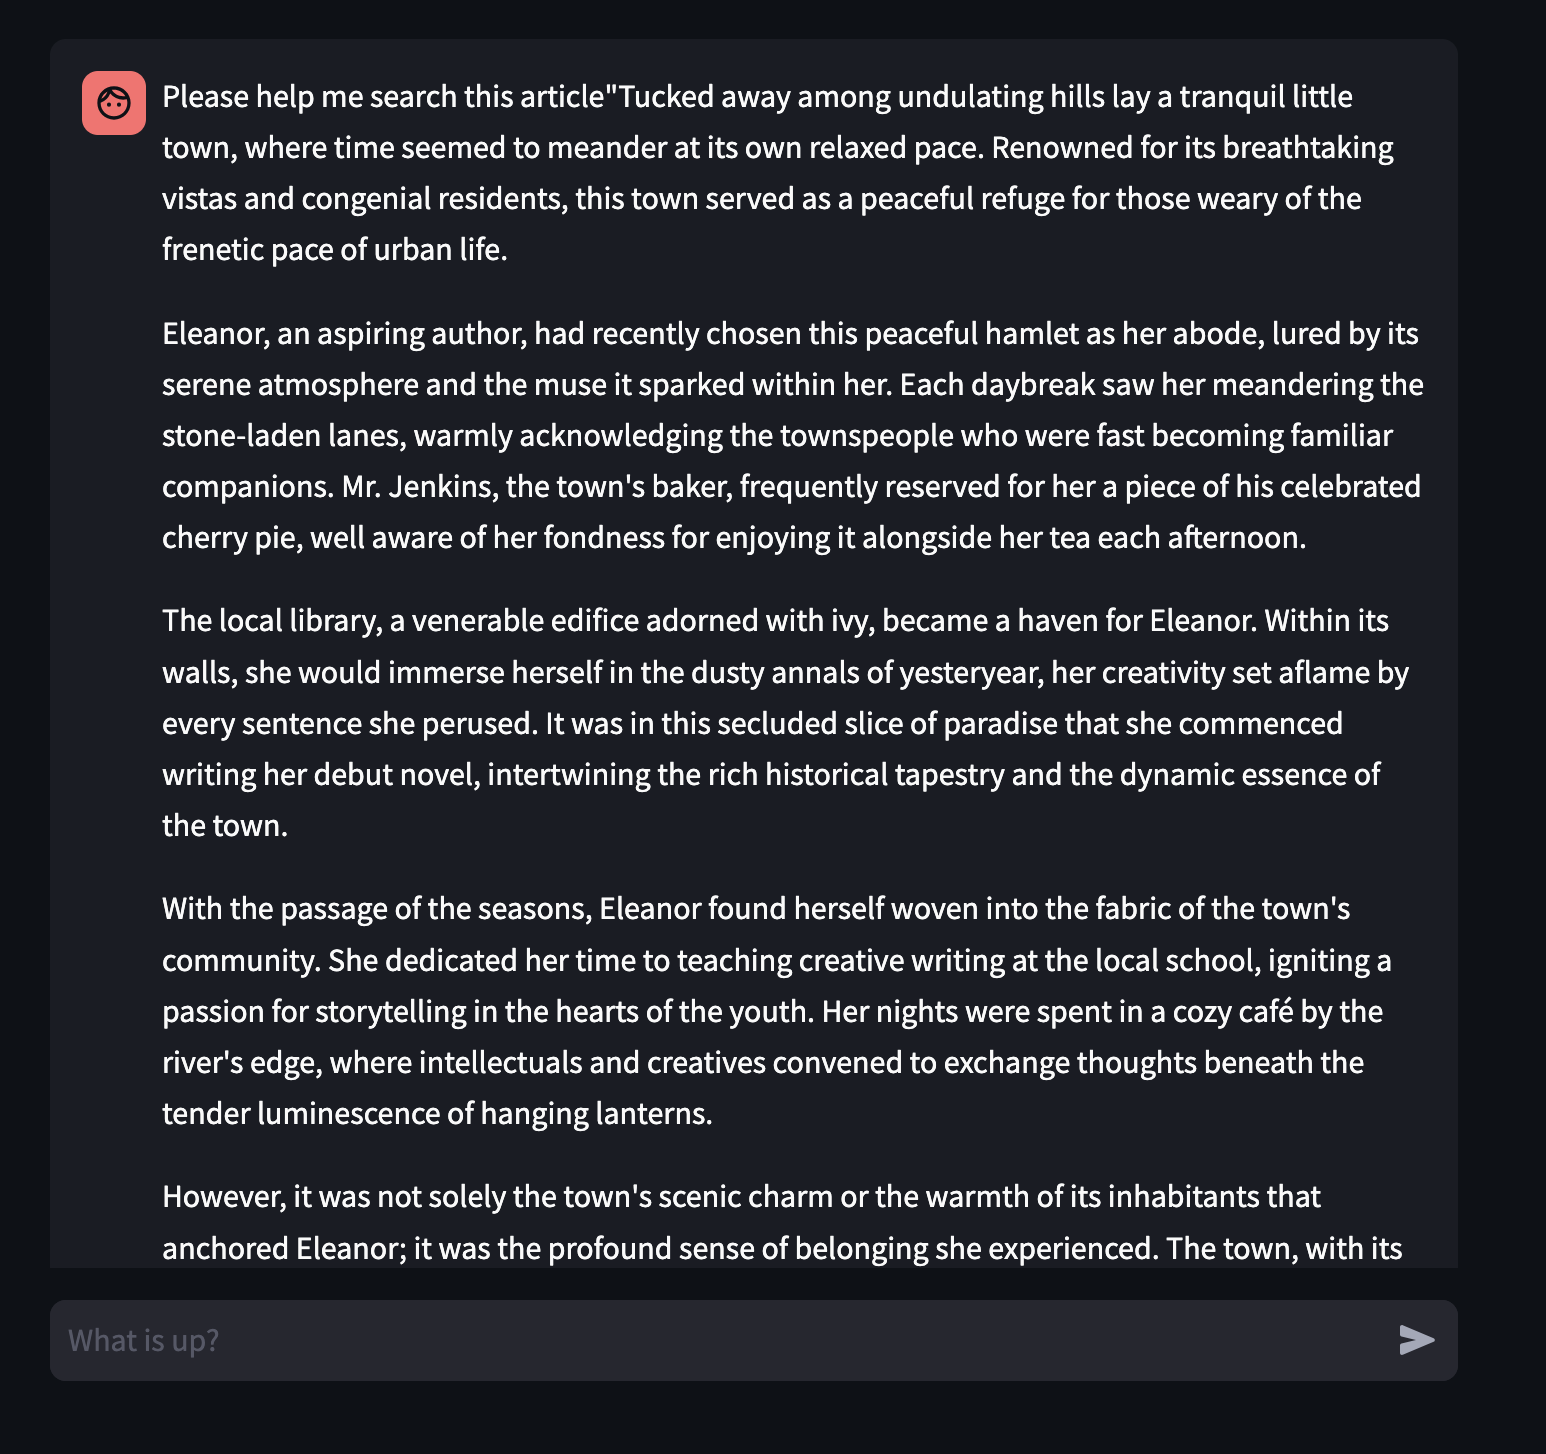 Please help me search this article"Tucked away among undulating hills lay a tranquil little
town, where time seemed to meander at its own relaxed pace. Renowned for its breathtaking
vistas and congenial residents, this town served as a peaceful refuge for those weary of the
frenetic pace of urban life.
Eleanor, an aspiring author, had recently chosen this peaceful hamlet as her abode, lured by its
serene atmosphere and the muse it sparked within her. Each daybreak saw her meandering the
stone-laden lanes, warmly acknowledging the townspeople who were fast becoming familiar
companions. Mr. Jenkins, the town's baker, frequently reserved for her a piece of his celebrated
cherry pie, well aware of her fondness for enjoying it alongside her tea each afternoon.
The local library, a venerable edifice adorned with ivy, became a haven for Eleanor. Within its
walls, she would immerse herself in the dusty annals of yesteryear, her creativity set aflame by
every sentence she perused. It was in this secluded slice of paradise that she commenced
writing her debut novel, intertwining the rich historical tapestry and the dynamic essence of
the town.
With the passage of the seasons, Eleanor found herself woven into the fabric of the town's
community. She dedicated her time to teaching creative writing at the local school, igniting a
passion for storytelling in the hearts of the youth. Her nights were spent in a cozy café by the
river's edge, where intellectuals and creatives convened to exchange thoughts beneath the
tender luminescence of hanging lanterns.
However, it was not solely the town's scenic charm or the warmth of its inhabitants that
anchored Eleanor; it was the profound sense of belonging she experienced. The town, with its
What is up?